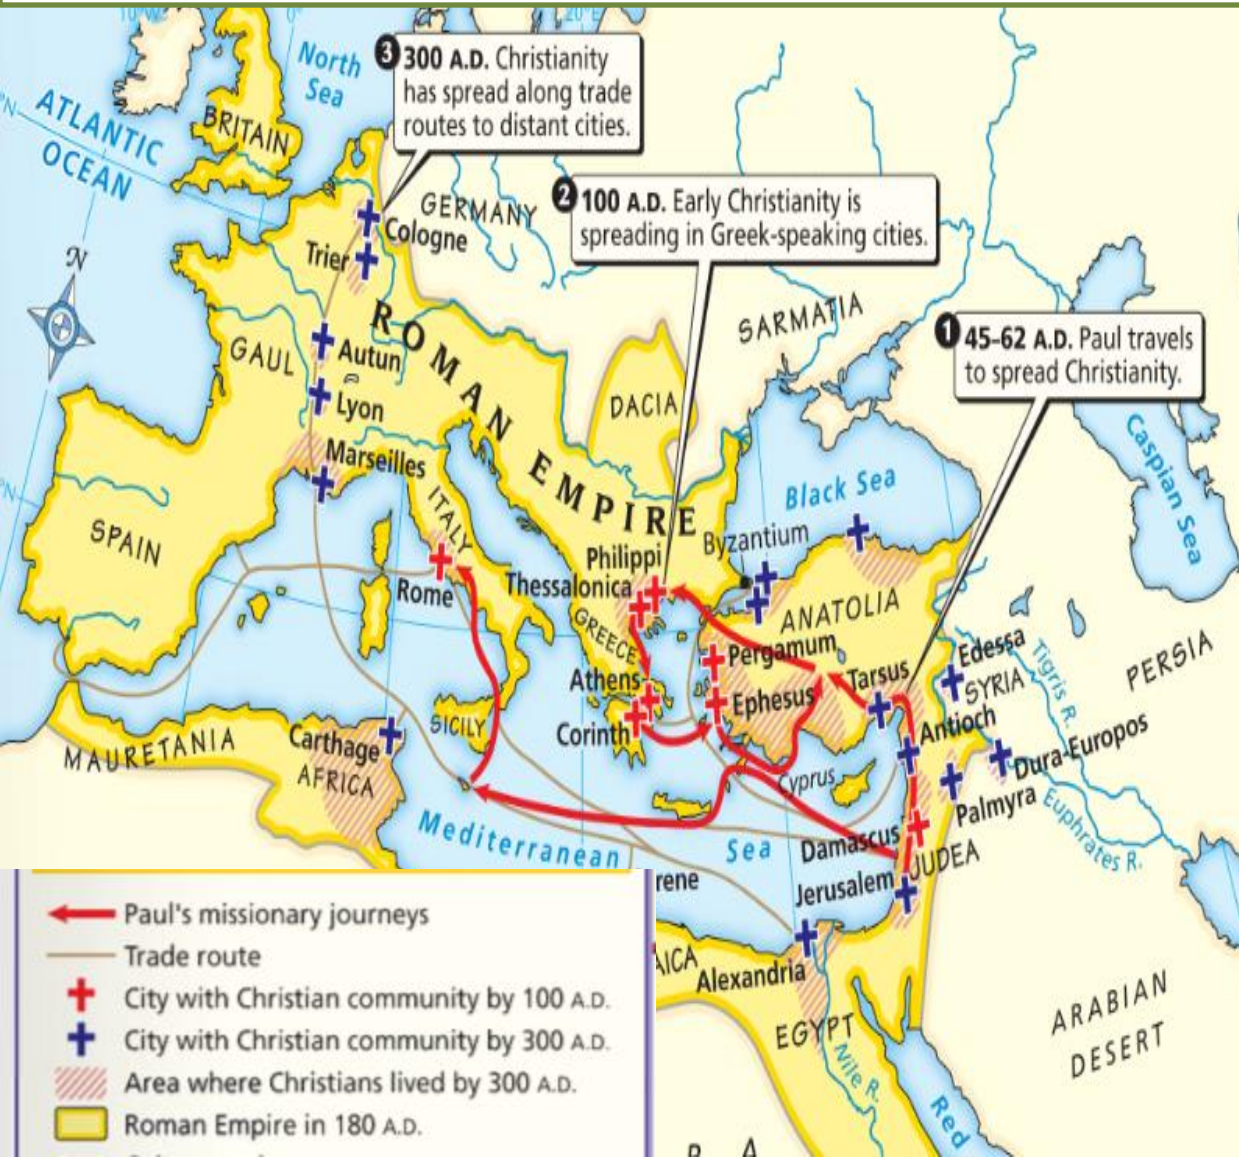 10°W
0°
20°E
North
Sea
3 300 A.D. Christianity
has spread along trade
routes to distant cities.
°N
ATLANTIC
OCEAN
BRITAIN
GERMANY
2 100 A.D. Early Christianity is
spreading in Greek-speaking cities.
N
Cologne
Trier
SARMATIA
1 45–62 A.D. Paul travels
to spread Christianity.
ROMAN
EMPIRE
GAUL
Autun
Lyon
DACIA
Marseilles
Caspian Sea
°N
SPAIN
ITALY
Black Sea
Byzantium
Philippi
Thessalonica
Rome
GREECE
ANATOLIA
Pergamum
Edessa
SYRIA
Tigris R.
PERSIA
Athens
Ephesus
Tarsus
Corinth
SICILY
Antioch
Dura-Europos
MAURETANIA
Carthage
AFRICA
Cyprus
Palmyra
Euphrates R.
Mediterranean
Sea
Damascus
JUDEA
rene
Jerusalem
AICA
Alexandria
EGYPT
Nile R.
ARABIAN
DESERT
Red
R A
Paul's missionary journeys
Trade route
City with Christian community by 100 A.D.
City with Christian community by 300 A.D.
Area where Christians lived by 300 A.D.
Roman Empire in 180 A.D.